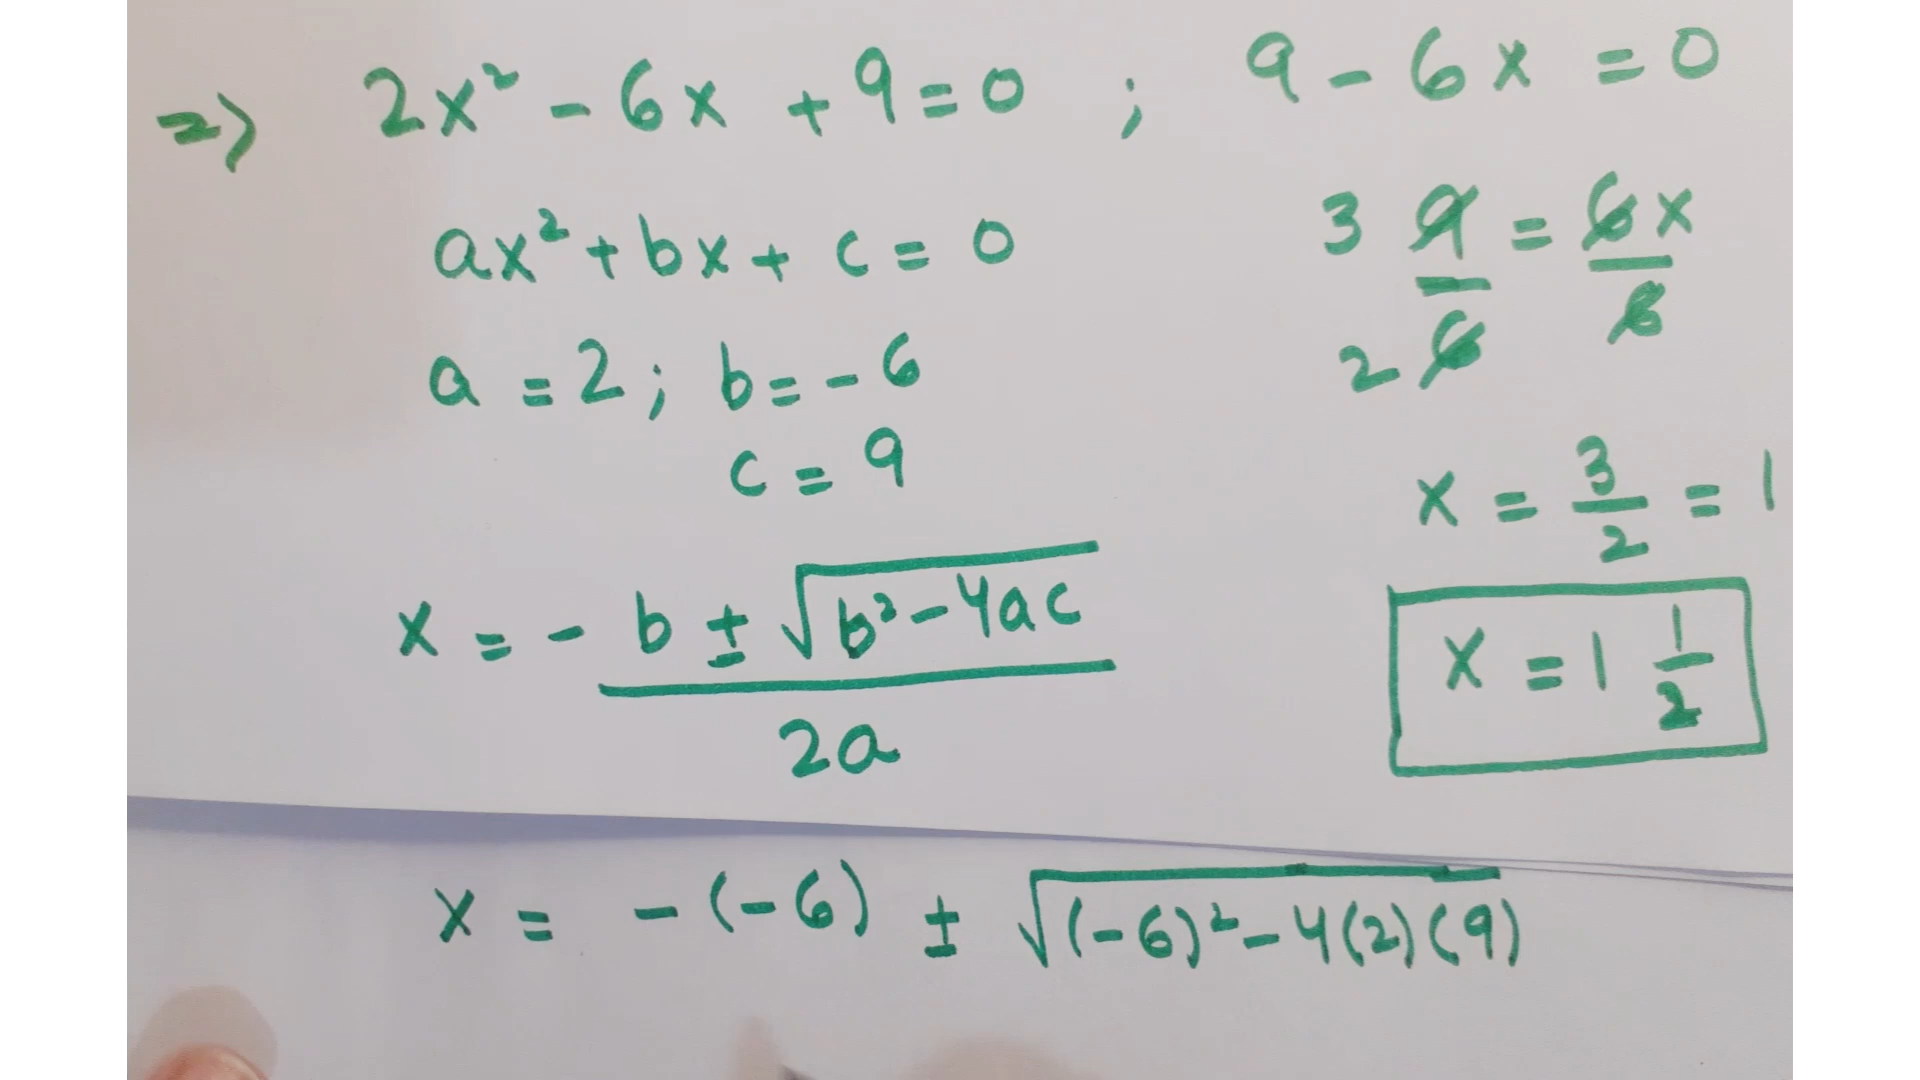 => 2x² - 6x + 9 = 0 ; 9 - 6x = 0
ax² + bx + c = 0
3 9/6 2 = 6x/6
a = 2 ; b = -6
c = 9
x = 3/2 = 1
x = -b ± √(b² - 4ac) / 2a
x = 1 1/2
x = -(-6) ± √((-6)² - 4(2)(9))